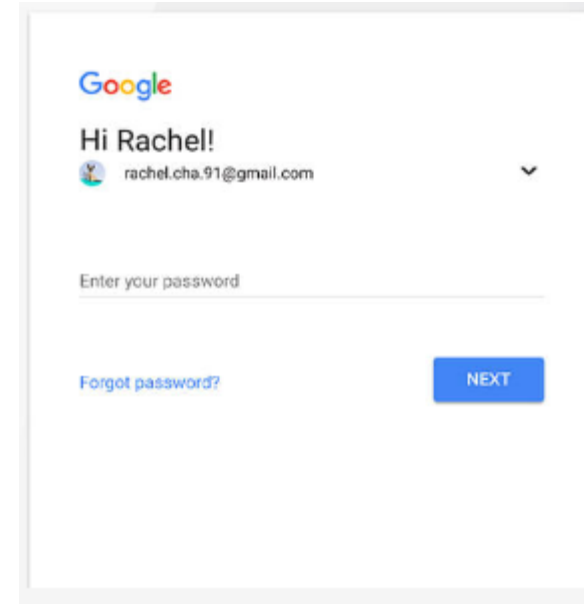 Google
Hi Rachel!
rachel.cha.91@gmail.com
Enter your password
Forgot password?
NEXT